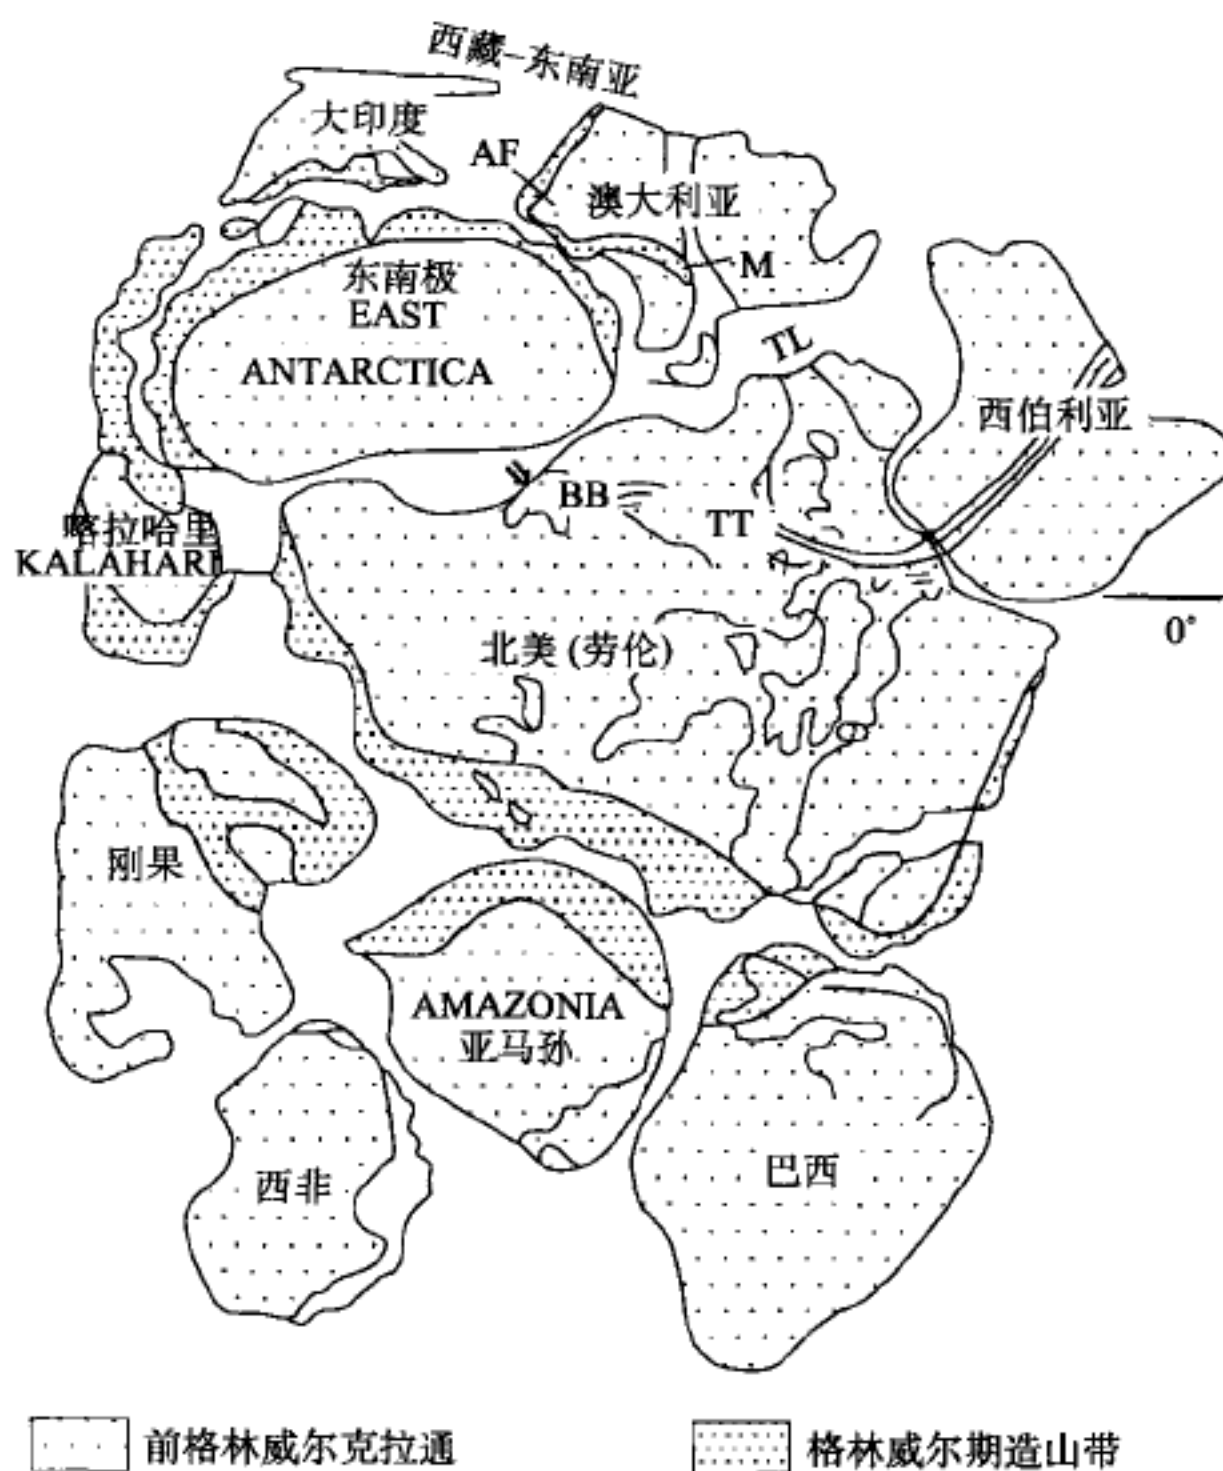 西藏-东南亚
大印度
AF
澳大利亚
M
东南极
EAST
ANTARCTICA
TL
西伯利亚
BB
TT
喀拉哈里
KALAHARI
0°
北美(劳伦)
刚果
AMAZONIA
亚马孙
西非
巴西
前格林威尔克拉通
格林威尔期造山带